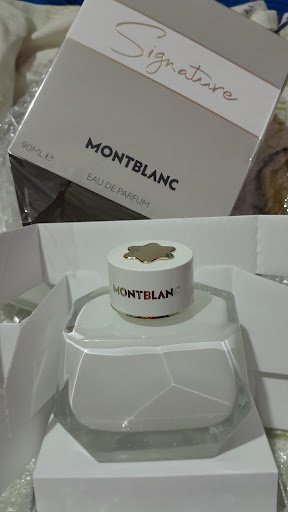 Signature
MONTBLANC
90ML e
EAU DE PARFUM
MONTBLANC